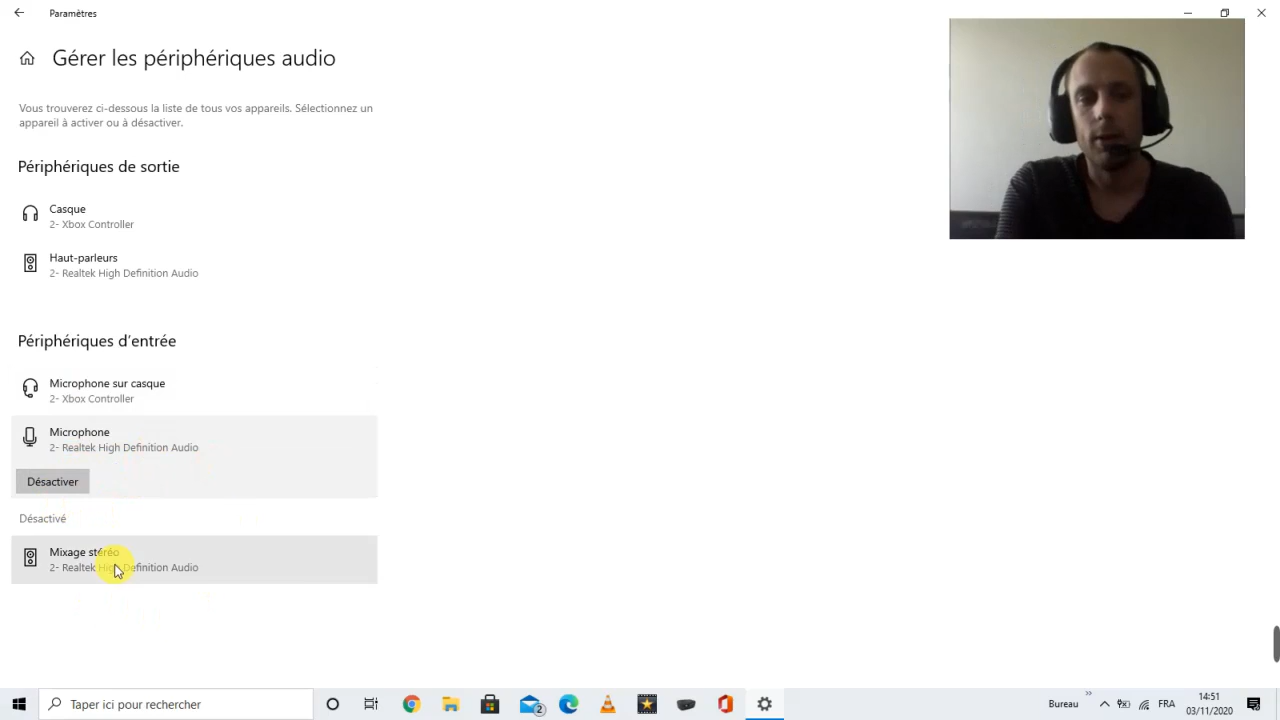 Paramètres
Gérer les périphériques audio
Vous trouverez ci-dessous la liste de tous vos appareils. Sélectionnez un
appareil à activer ou à désactiver.
Périphériques de sortie
Casque
2- Xbox Controller
Haut-parleurs
2- Realtek High Definition Audio
Périphériques d'entrée
Microphone sur casque
2- Xbox Controller
Microphone
2- Realtek High Definition Audio
Désactiver
Désactivé
Mixage stéréo
2- Realtek High Definition Audio
Taper ici pour rechercher
2
Bureau
FRA
14:51
03/11/2020